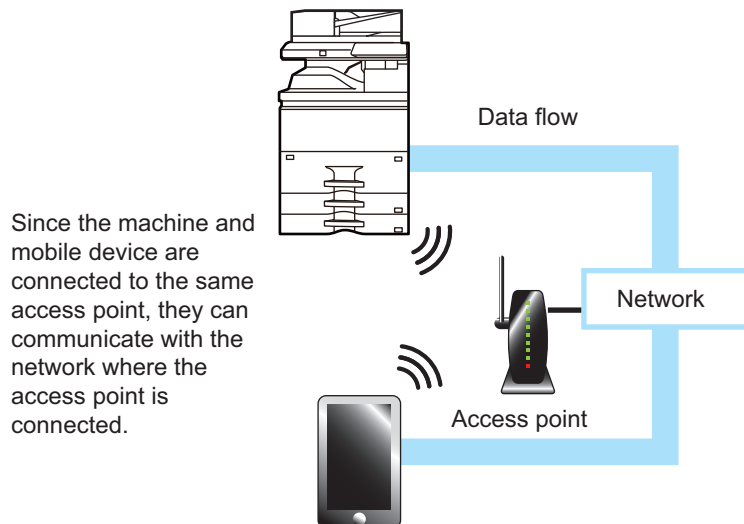 Data flow
Since the machine and
mobile device are
connected to the same
access point, they can
communicate with the
network where the
access point is
connected.
Network
Access point